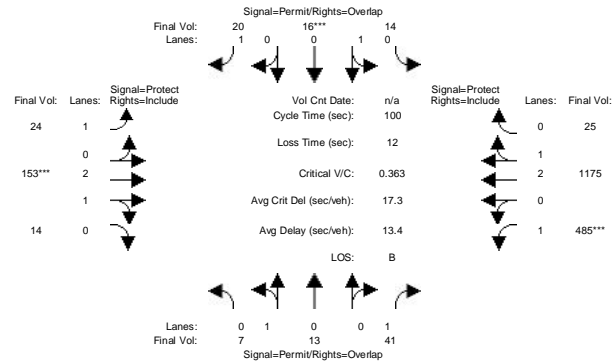 Signal=Permit/Rights=Overlap
Final Vol: 20 16*** 14
Lanes: 1 0 0 1 0
Signal=Protect
Final Vol: Lanes: Rights=Include
Vol Cnt Date: n/a
Signal=Protect
Rights=Include Lanes: Final Vol:
24 1
Cycle Time (sec): 100
0 25
0
Loss Time (sec): 12
1
153*** 2
Critical V/C: 0.363
2 1175
1
Avg Crit Del (sec/veh): 17.3
0
14 0
Avg Delay (sec/veh): 13.4
1 485***
LOS: B
Lanes: 0 1 0 0 1
Final Vol: 7 13 41
Signal=Permit/Rights=Overlap